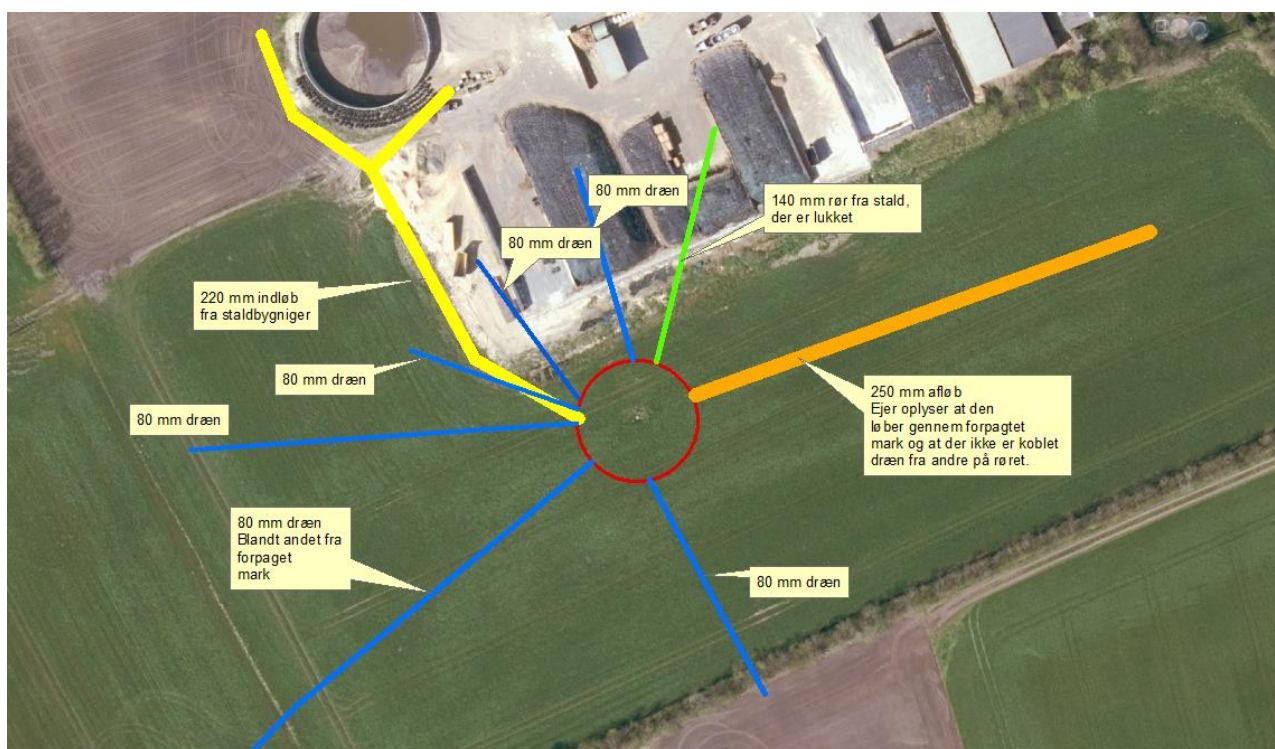 80 mm dræn
140 mm rør fra stald,
der er lukket
80 mm dræn
220 mm indløb
fra staldbygniger
80 mm dræn
250 mm afløb
Ejer oplyser at den
løber gennem forpagtet
mark og at der ikke er koblet
dræn fra andre på røret.
80 mm dræn
80 mm dræn
Blandt andet fra
forpaget
mark
80 mm dræn